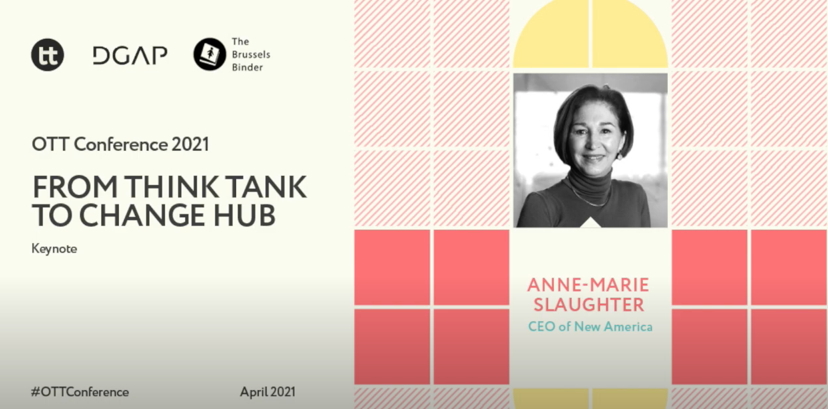 tt
DGAP
The
Brussels
Binder
OTT Conference 2021
FROM THINK TANK
TO CHANGE HUB
Keynote
ANNE-MARIE
SLAUGHTER
CEO of New America
#OTTConference
April 2021